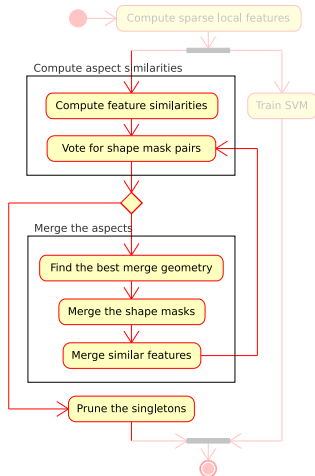 Compute sparse local features
Compute aspect similarities
Compute feature similarities
Train SVM
Vote for shape mask pairs
Merge the aspects
Find the best merge geometry
Merge the shape masks
Merge similar features
Prune the singletons